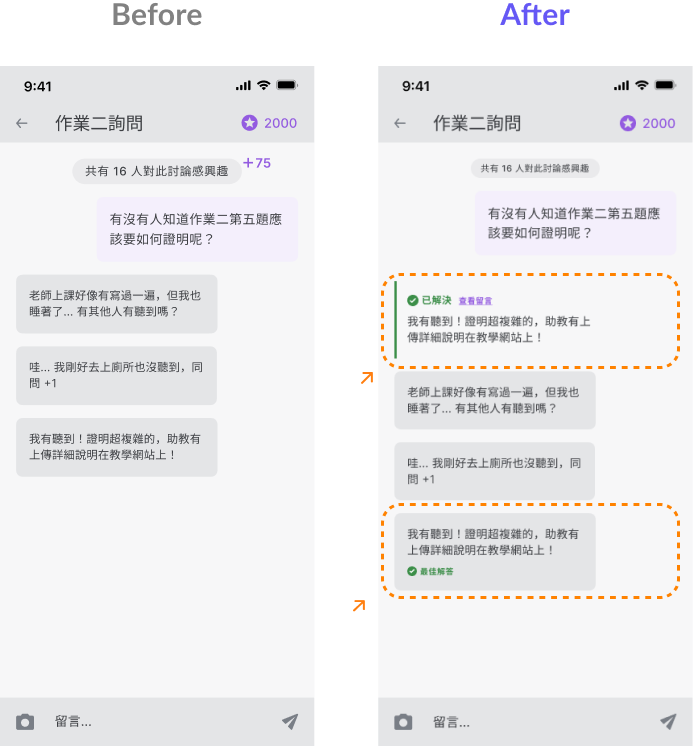 Before
9:41
作業二詢問
2000
共有 16 人對此討論感興趣
+75
有沒有人知道作業二第五題應
該要如何證明呢？
老師上課好像有寫過一遍，但我也
睡著了... 有其他人有聽到嗎？
哇... 我剛好去上廁所也沒聽到，同
問 +1
我有聽到！證明超複雜的，助教有
上傳詳細說明在教學網站上！
留言...
After
9:41
作業二詢問
2000
共有 16 人對此討論感興趣
有沒有人知道作業二第五題應
該要如何證明呢？
已解決 查看留言
我有聽到！證明超複雜的，助教有上
傳詳細說明在教學網站上！
老師上課好像有寫過一遍，但我也
睡著了... 有其他人有聽到嗎？
哇... 我剛好去上廁所也沒聽到，同
問 +1
我有聽到！證明超複雜的，助教有
上傳詳細說明在教學網站上！
最佳解答
留言...